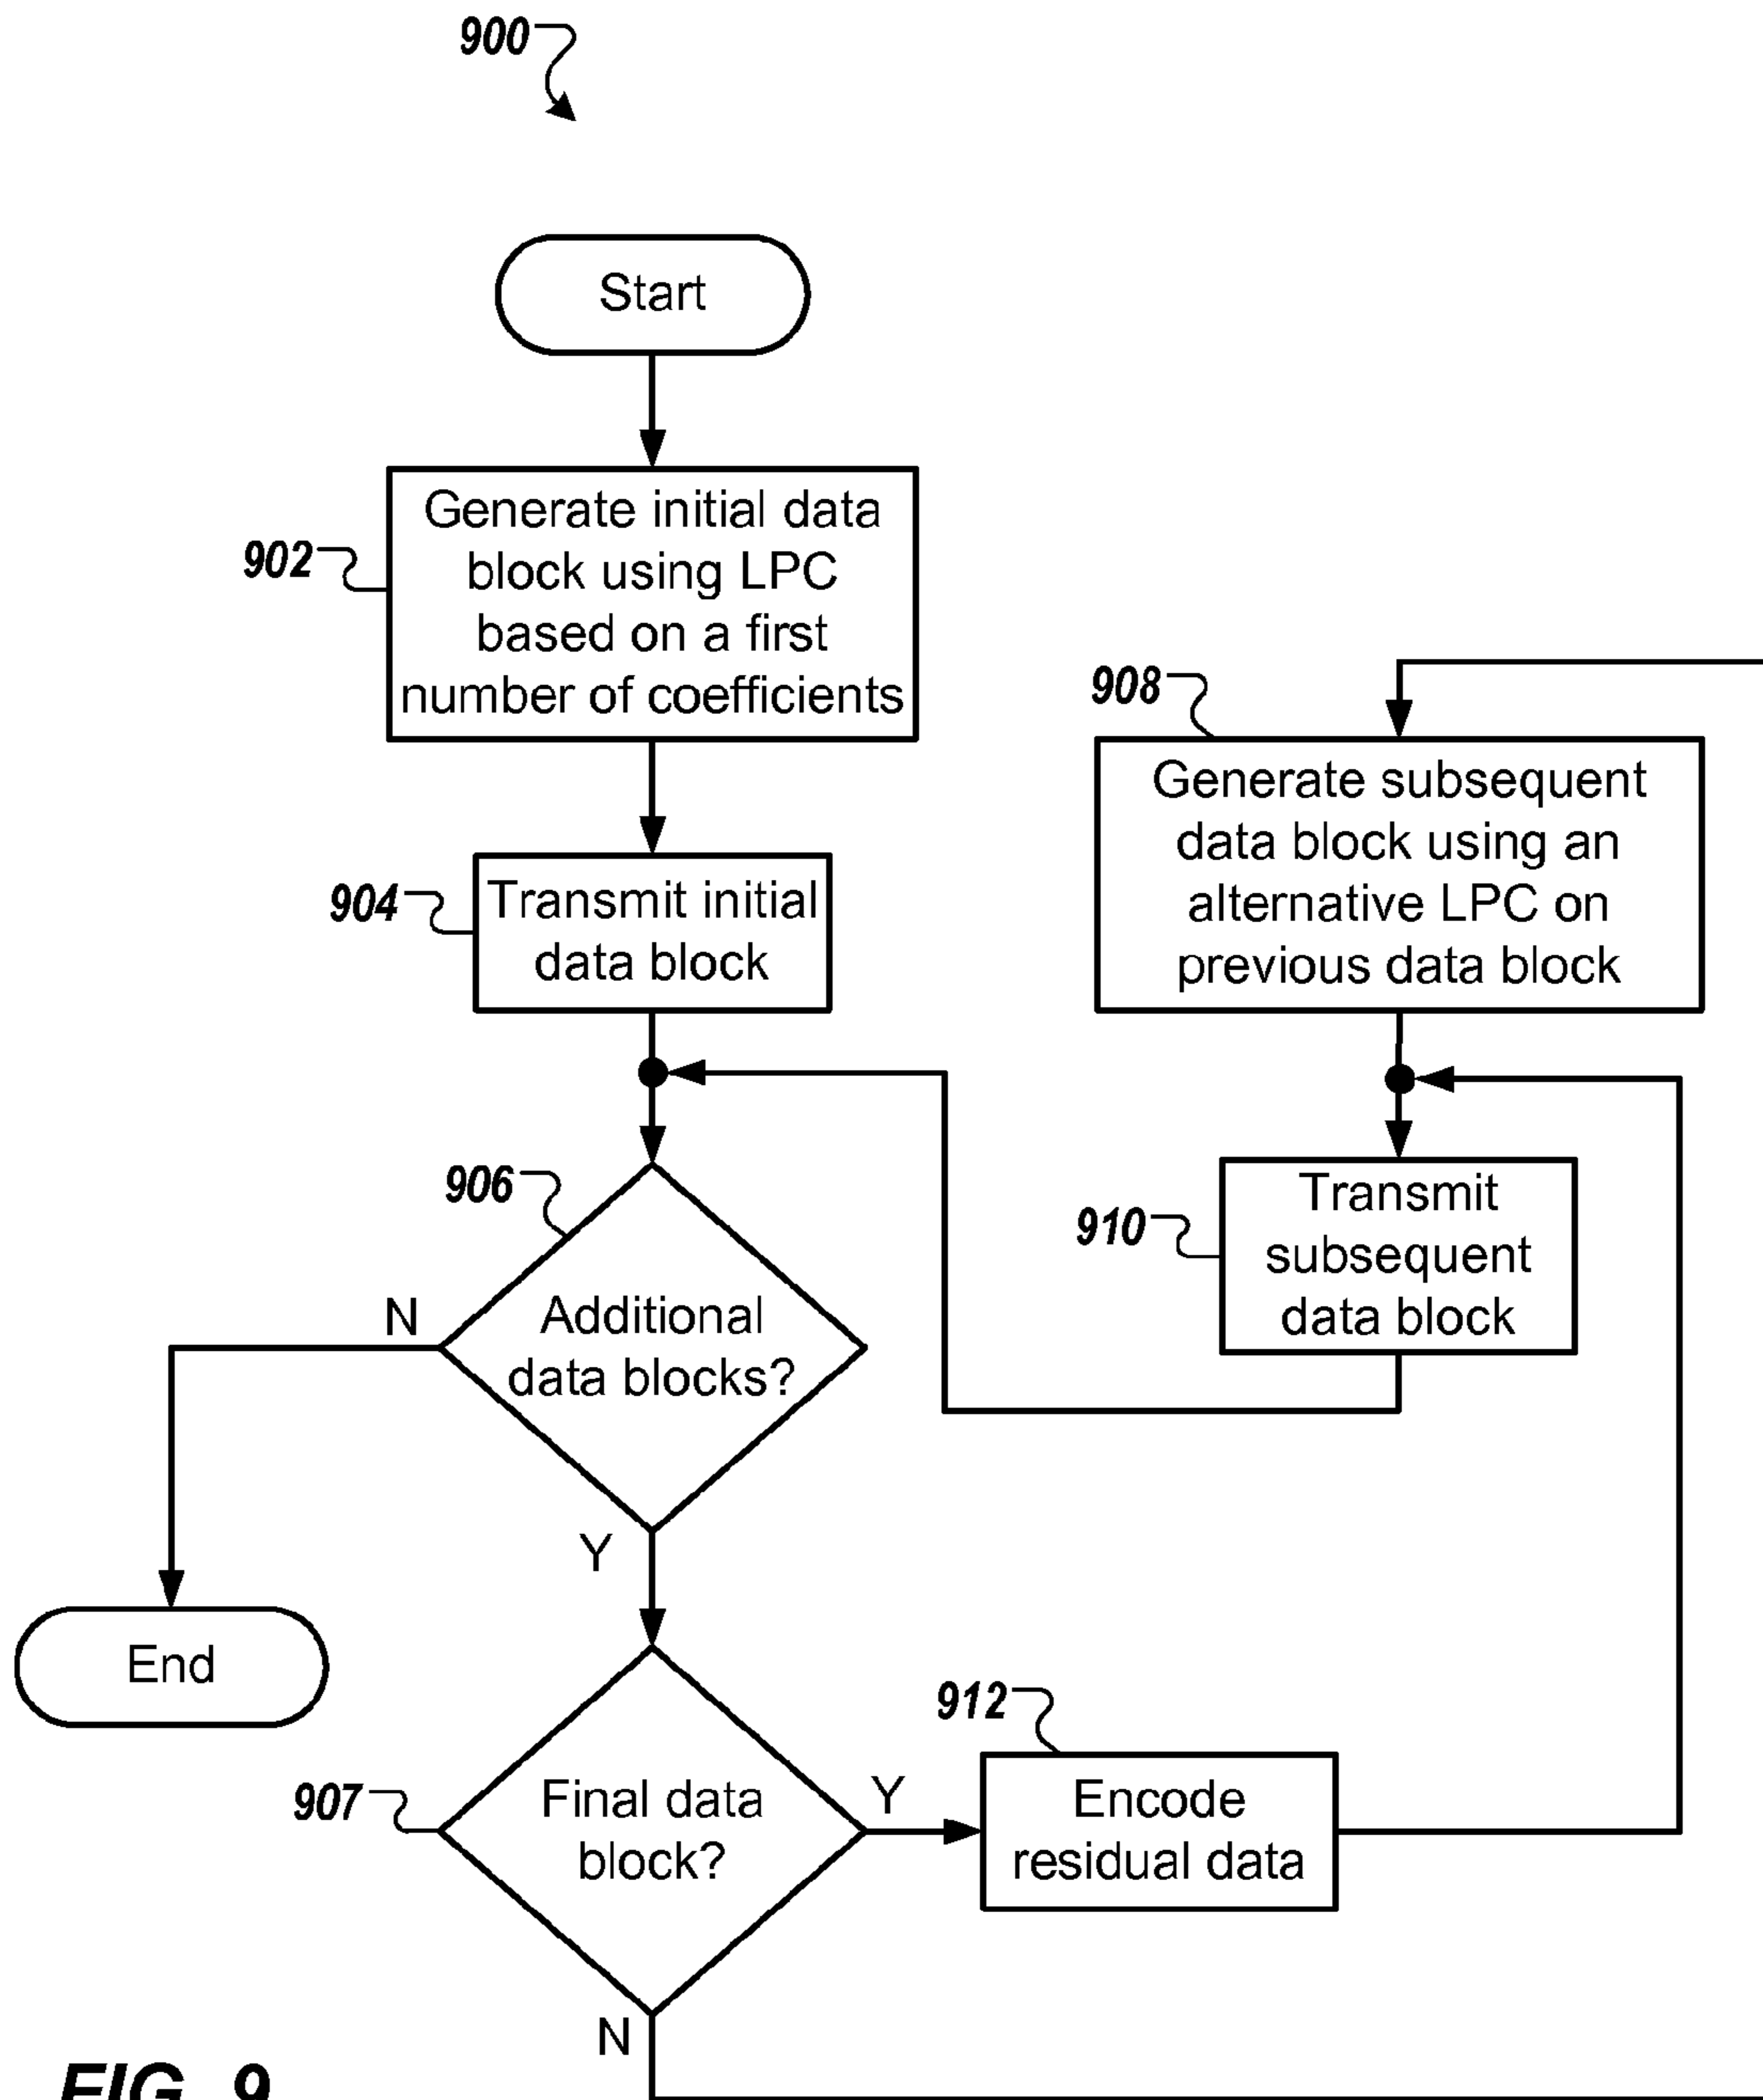 900
Start
902
Generate initial data
block using LPC
based on a first
number of coefficients
904
Transmit initial
data block
906
Additional
data blocks?
N
Y
End
907
Final data
block?
Y
N
912
Encode
residual data
908
Generate subsequent
data block using an
alternative LPC on
previous data block
910
Transmit
subsequent
data block
FIG. 9